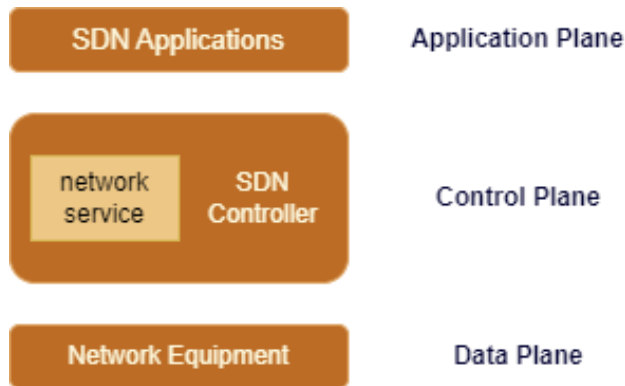 SDN Applications
Application Plane
network
service
SDN
Controller
Control Plane
Network Equipment
Data Plane